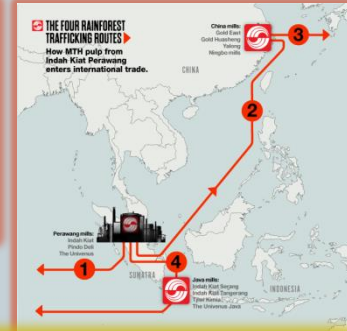 THE FOUR RAINFOREST
TRAFFICKING ROUTES
How MTH pulp from
Indah Kiat Perawang
enters international trade.
China mills:
Gold East
Gold Huasheng
Yalong
Ningbo mills
3
CHINA
2
Perawang mills:
Indah Kiat
Pindo Deli
The Univenus
1
4
SUMATRA
INDONESIA
Java mills:
Indah Kiat Serang
Indah Kiat Tangerang
Tjiwi Kimia
The Univenus Java